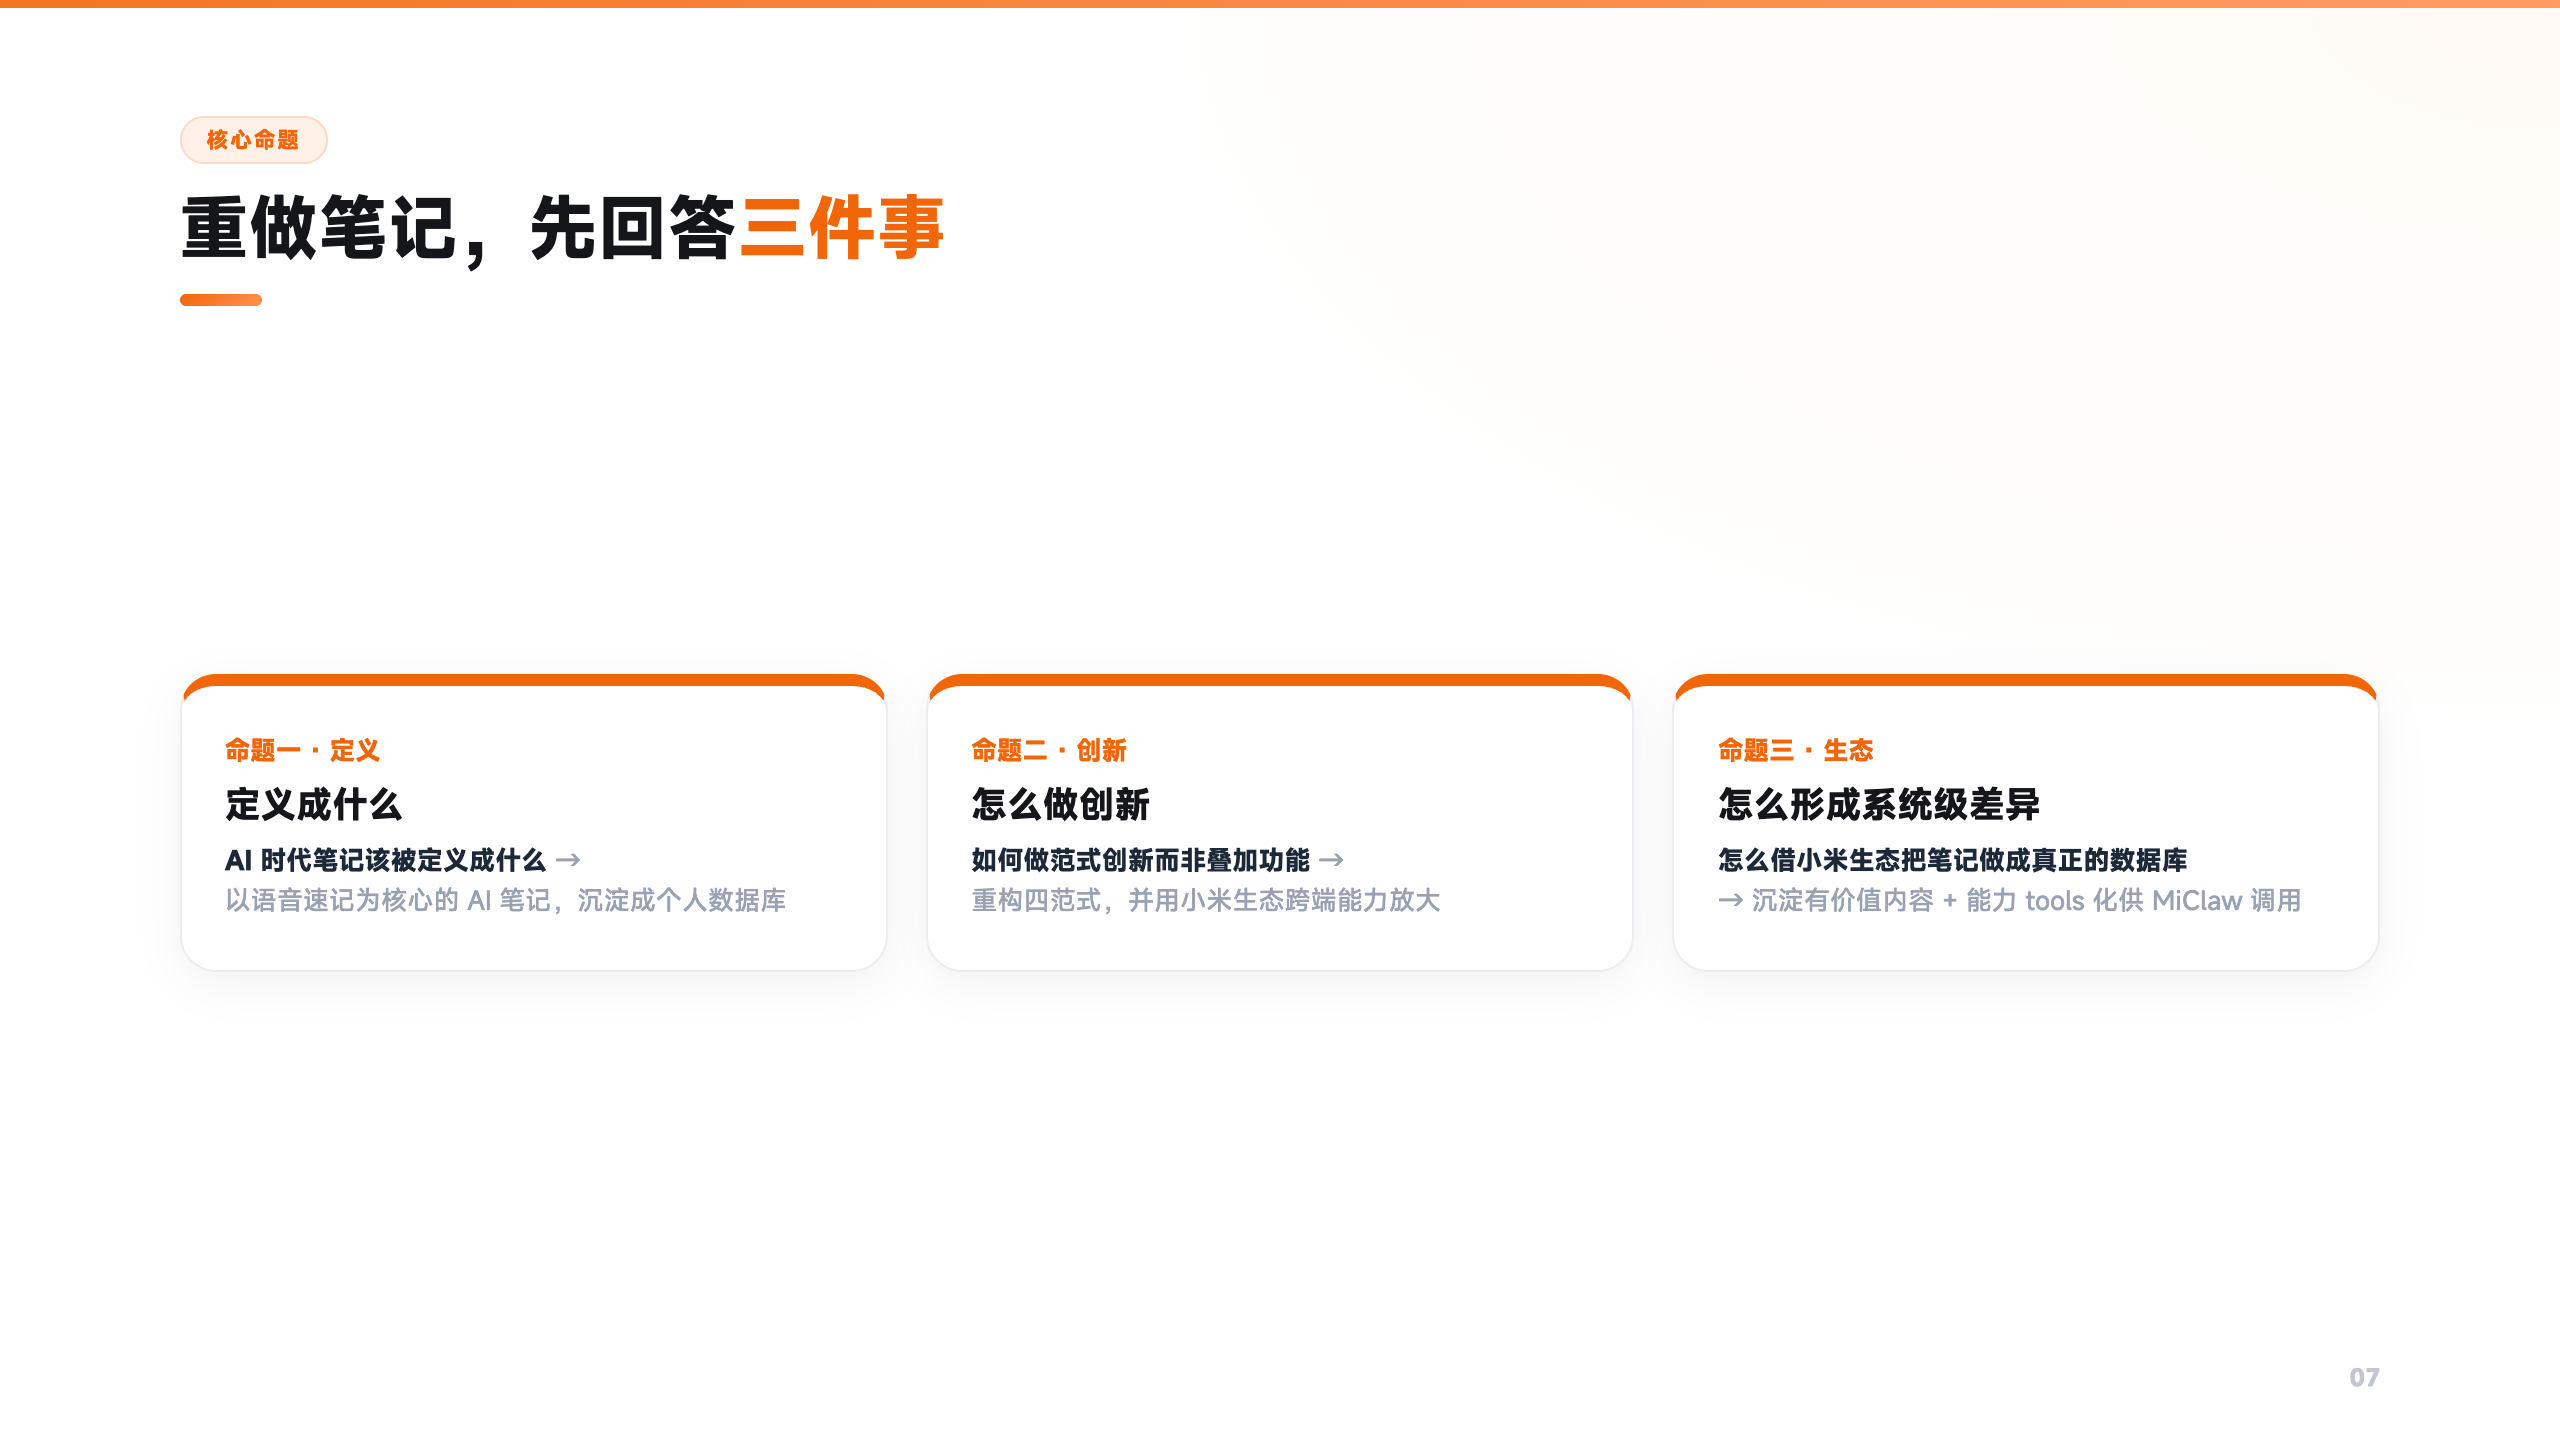 核心命题
重做笔记，先回答三件事
命题一 · 定义
定义成什么
AI 时代笔记该被定义成什么 →
以语音速记为核心的 AI 笔记，沉淀成个人数据库
命题二 · 创新
怎么做创新
如何做范式创新而非叠加功能 →
重构四范式，并用小米生态跨端能力放大
命题三 · 生态
怎么形成系统级差异
怎么借小米生态把笔记做成真正的数据库
→ 沉淀有价值内容 + 能力 tools 化供 MiClaw 调用
07